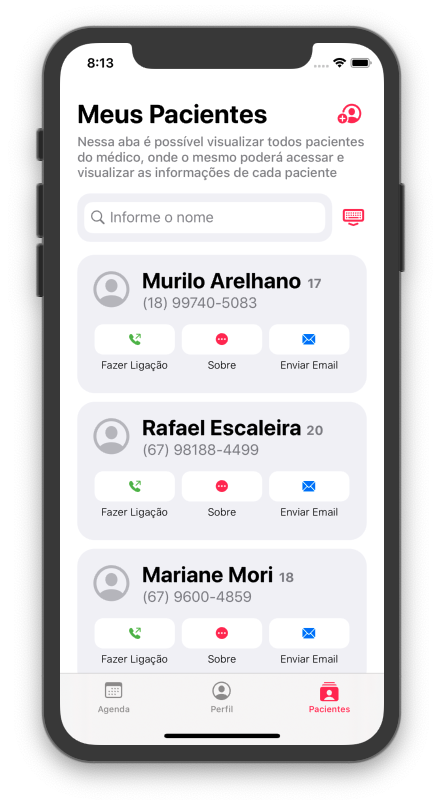 8:13
Meus Pacientes
Nessa aba é possível visualizar todos pacientes
do médico, onde o mesmo poderá acessar e
visualizar as informações de cada paciente
Informe o nome
Murilo Arelhano 17
(18) 99740-5083
Fazer Ligação Sobre Enviar Email
Rafael Escaleira 20
(67) 98188-4499
Fazer Ligação Sobre Enviar Email
Mariane Mori 18
(67) 9600-4859
Fazer Ligação Sobre Enviar Email
Agenda Perfil Pacientes